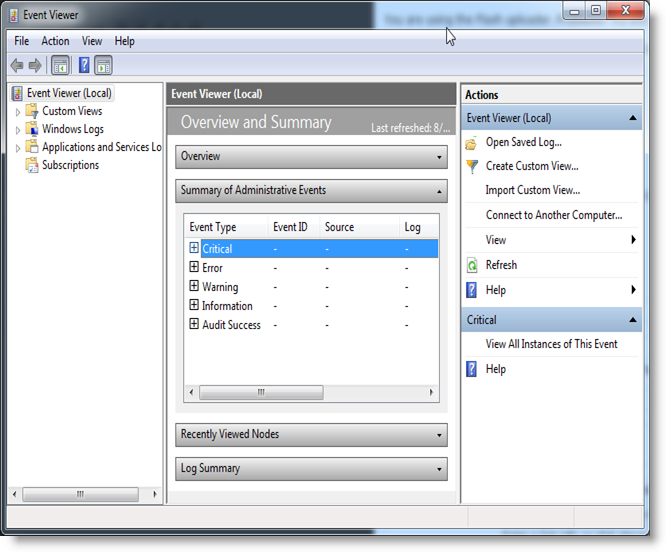 Event Viewer
You are using the Flash uploader.
File Action View Help
Event Viewer (Local)
Custom Views
Windows Logs
Applications and Services Lo
Subscriptions
Event Viewer (Local)
Overview and Summary
Last refreshed: 8/...
Overview
Summary of Administrative Events
Event Type Event ID Source Log
Critical - - -
Error - - -
Warning - - -
Information - - -
Audit Success - - -
Recently Viewed Nodes
Log Summary
Actions
Event Viewer (Local)
Open Saved Log...
Create Custom View...
Import Custom View...
Connect to Another Computer...
View
Refresh
Help
Critical
View All Instances of This Event
Help